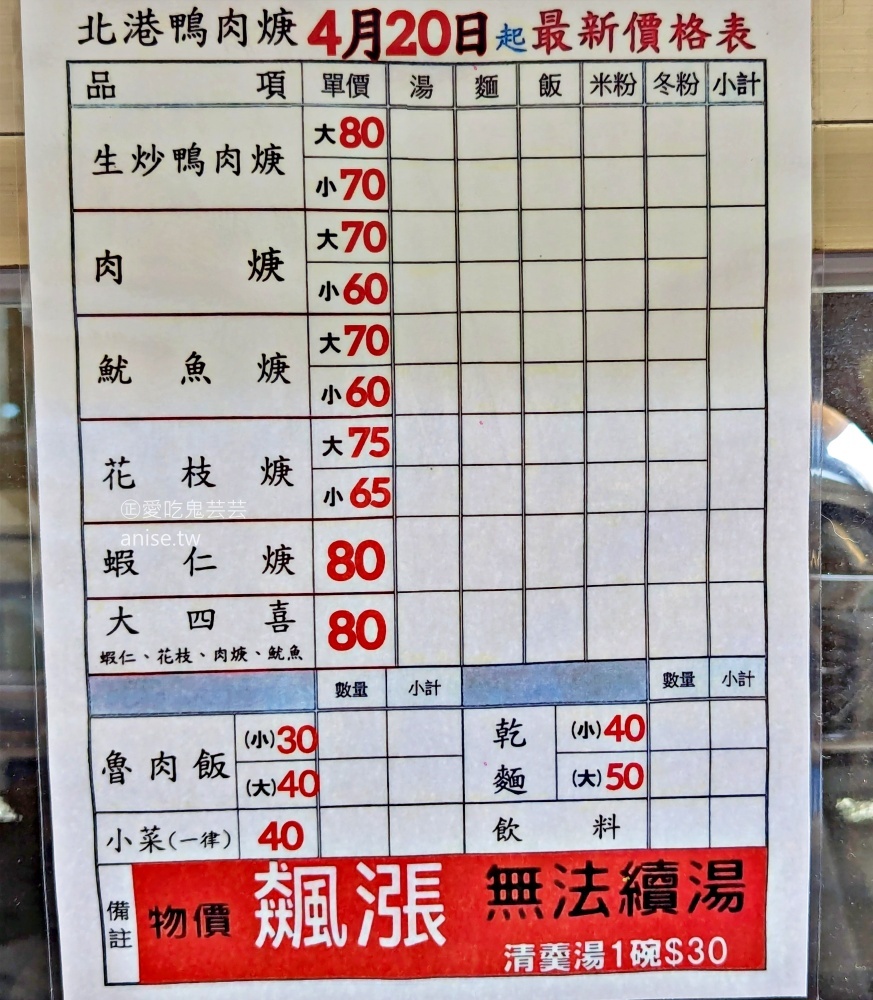 北港鴨肉焿 4月20日起最新價格表
品項 單價 湯 麵 飯 米粉 冬粉 小計
生炒鴨肉焿 大80
小70
肉焿 大70
小60
魷魚焿 大70
小60
花枝焿 大75
小65
㊣愛吃鬼芸芸
anise.tw
蝦仁焿 80
大四喜 80
蝦仁、花枝、肉焿、魷魚
數量 小計 數量 小計
魯肉飯 (小)30 乾麵 (小)40
(大)40 (大)50
小菜(一律) 40 飲料
備註 物價 飆漲 無法續湯
清羹湯1碗$30